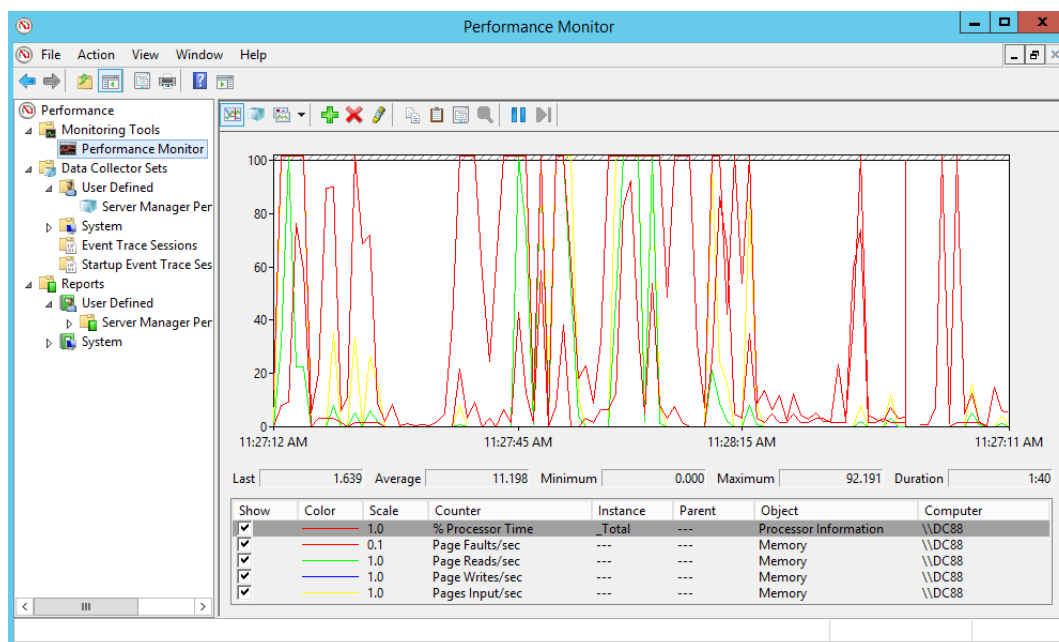 Performance Monitor
File Action View Window Help
Performance
Monitoring Tools
Performance Monitor
Data Collector Sets
User Defined
Server Manager Per
System
Event Trace Sessions
Startup Event Trace Ses
Reports
User Defined
Server Manager Per
System
100
80
60
40
20
0
11:27:12 AM 11:27:45 AM 11:28:15 AM 11:27:11 AM
Last 1.639 Average 11.198 Minimum 0.000 Maximum 92.191 Duration 1:40
Show Color Scale Counter Instance Parent Object Computer
1.0 % Processor Time _Total --- Processor Information \\DC88
0.1 Page Faults/sec --- --- Memory \\DC88
1.0 Page Reads/sec --- --- Memory \\DC88
1.0 Page Writes/sec --- --- Memory \\DC88
1.0 Pages Input/sec --- --- Memory \\DC88